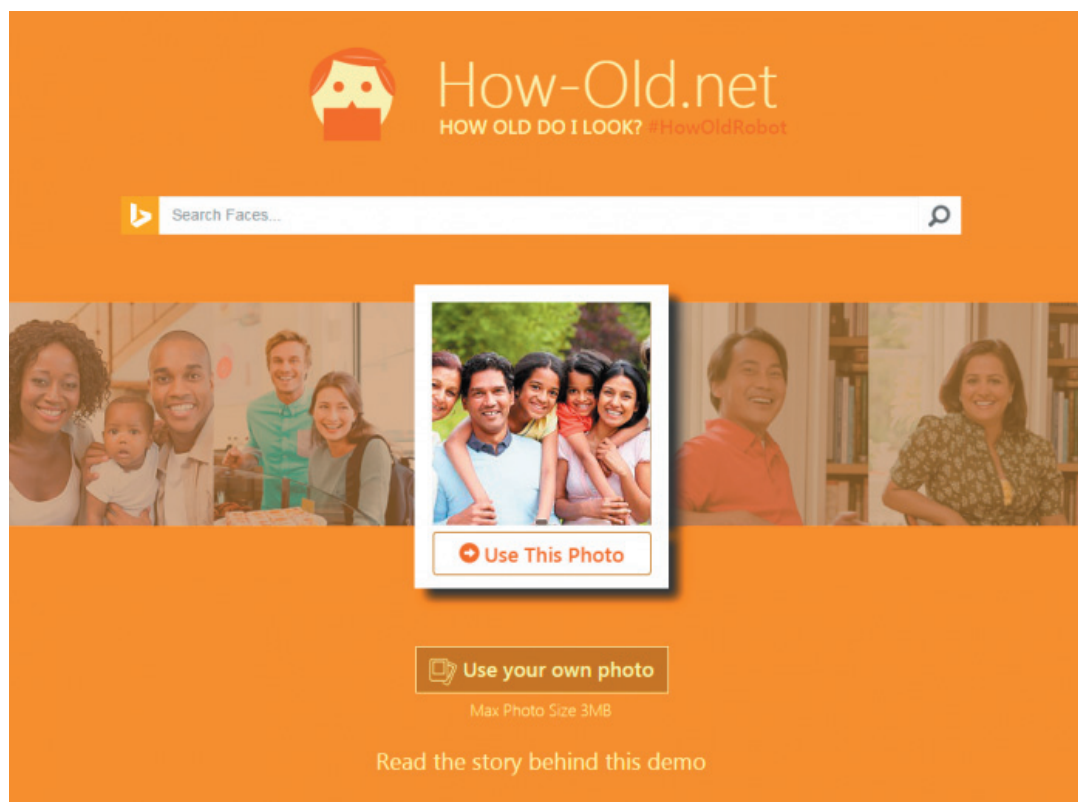 How-Old.net
HOW OLD DO I LOOK? #HowOldRobot
Search Faces...
Use This Photo
Use your own photo
Max Photo Size 3MB
Read the story behind this demo